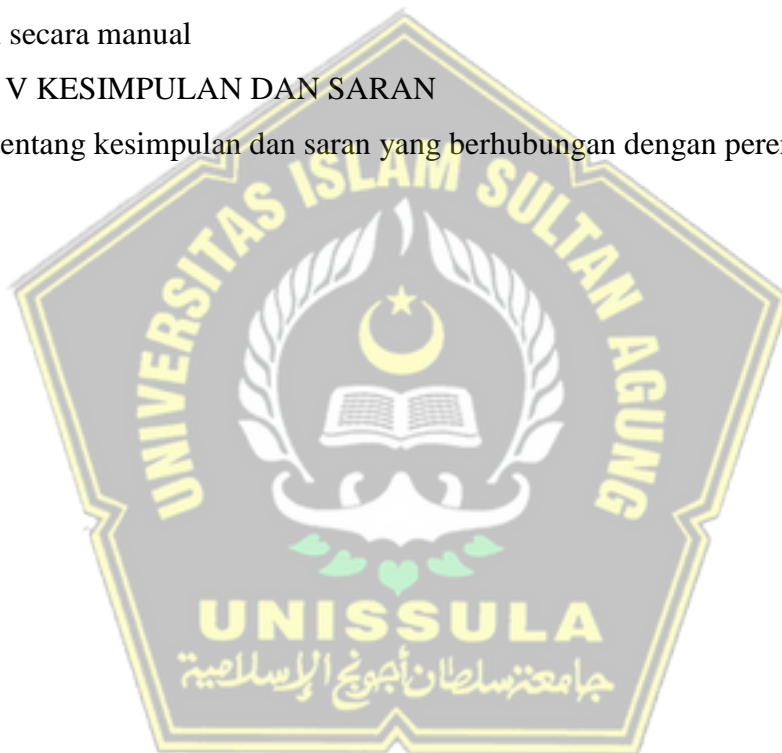 secara manual
V KESIMPULAN DAN SARAN
entang kesimpulan dan saran yang berhubungan dengan pere
UNIVERSITAS ISLAM SULTAN AGUNG
UNISSULA
جامعة سلطان أجونج الإسلامية